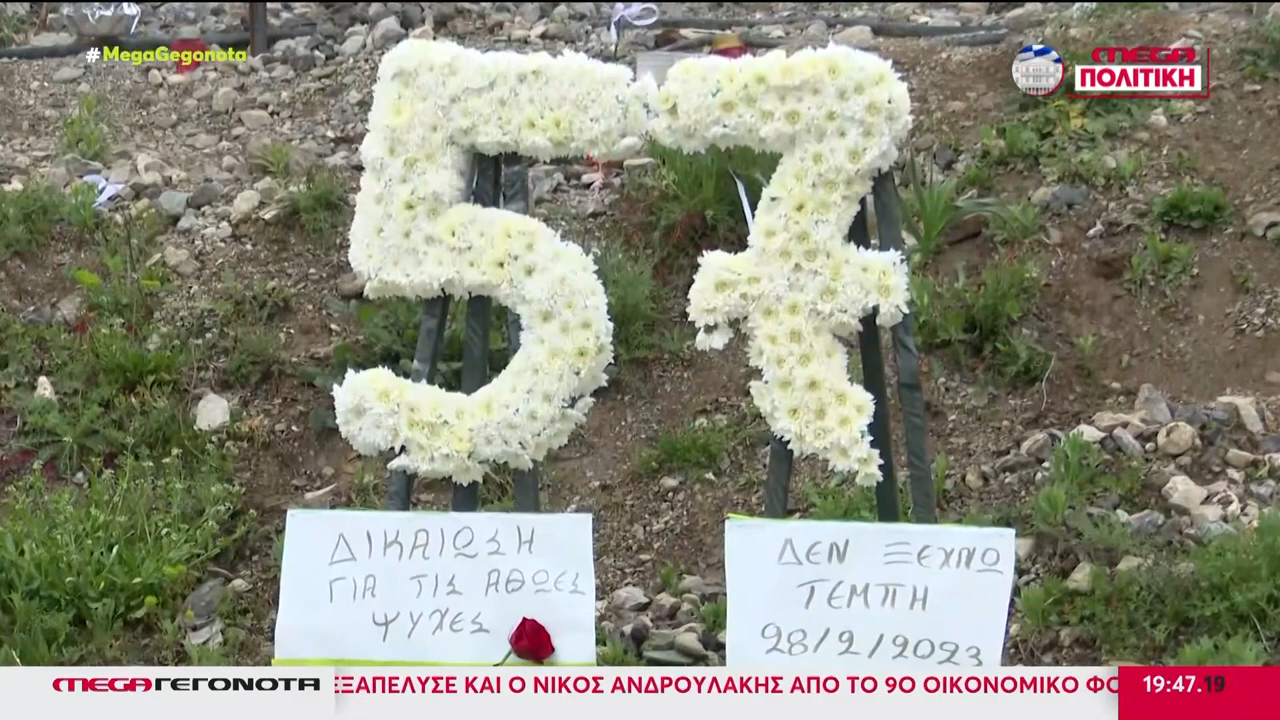 #MegaGegonota
MEGA
ΠΟΛΙΤΙΚΗ
57
ΔΙΚΑΙΩΣΗ
ΓΙΑ ΤΙΣ ΑΘΩΕΣ
ΨΥΧΕΣ
ΔΕΝ ΞΕΧΝΩ
ΤΕΜΠΗ
28/2/2023
MEGA ΓΕΓΟΝΟΤΑ
ΕΞΑΠΕΛΥΣΕ ΚΑΙ Ο ΝΙΚΟΣ ΑΝΔΡΟΥΛΑΚΗΣ ΑΠΟ ΤΟ 9Ο ΟΙΚΟΝΟΜΙΚΟ ΦΟ
19:47.19